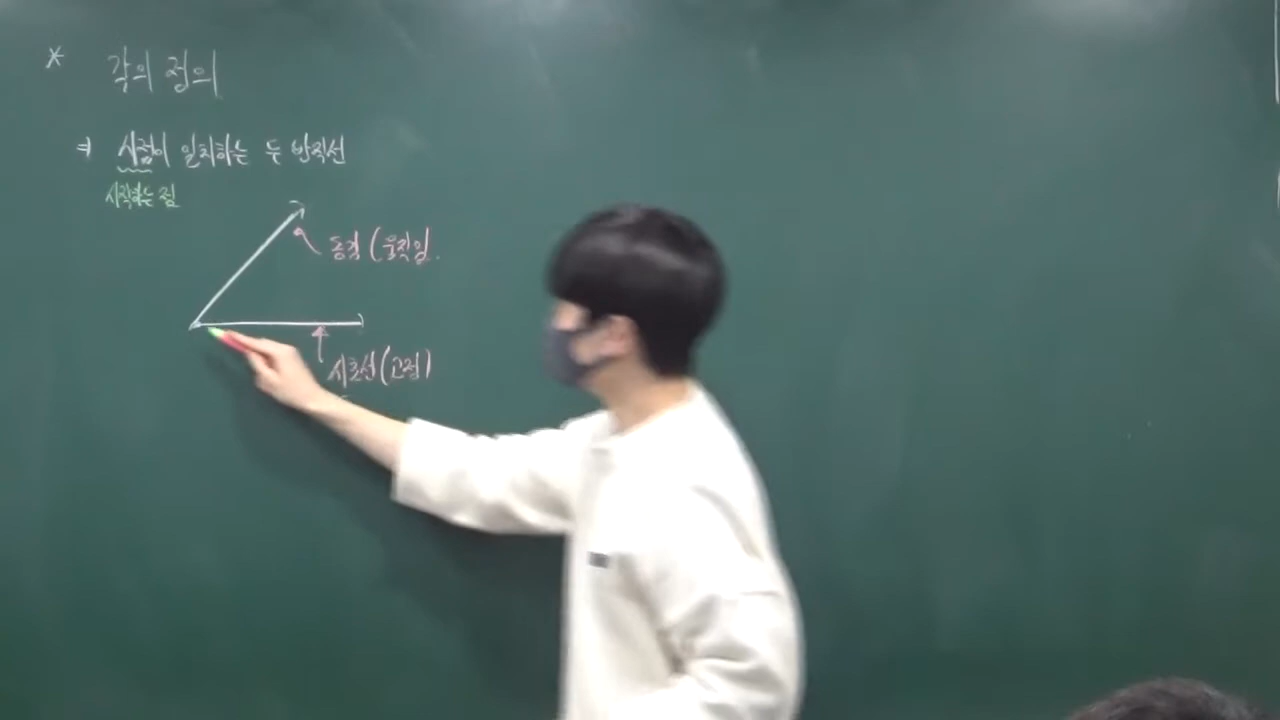 * 각의 정의
⇒ 시점이 일치하는 두 반직선
시작하는 점
동경 (움직임.
시초선 (고정)